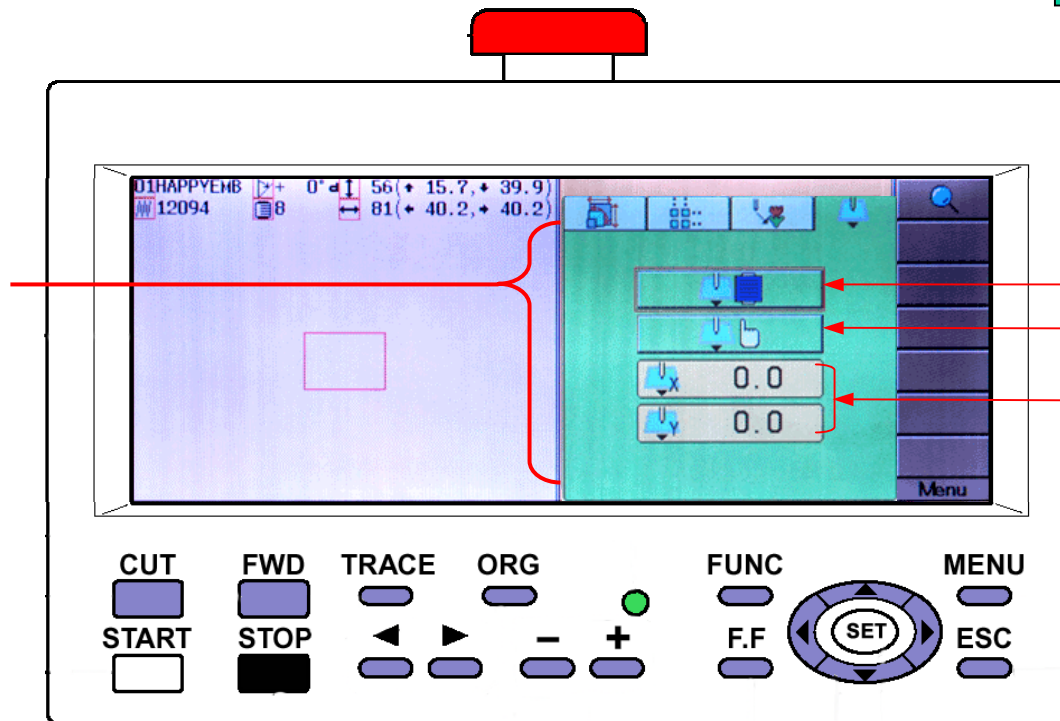 01HAPPYEMB + 0° d 56(↑ 15.7,↓ 39.9)
12094 8 ↔ 81(← 40.2,→ 40.2)
X 0.0
Y 0.0
Menu
CUT FWD TRACE ORG FUNC MENU
START STOP ◀ ▶ − + F.F SET ESC